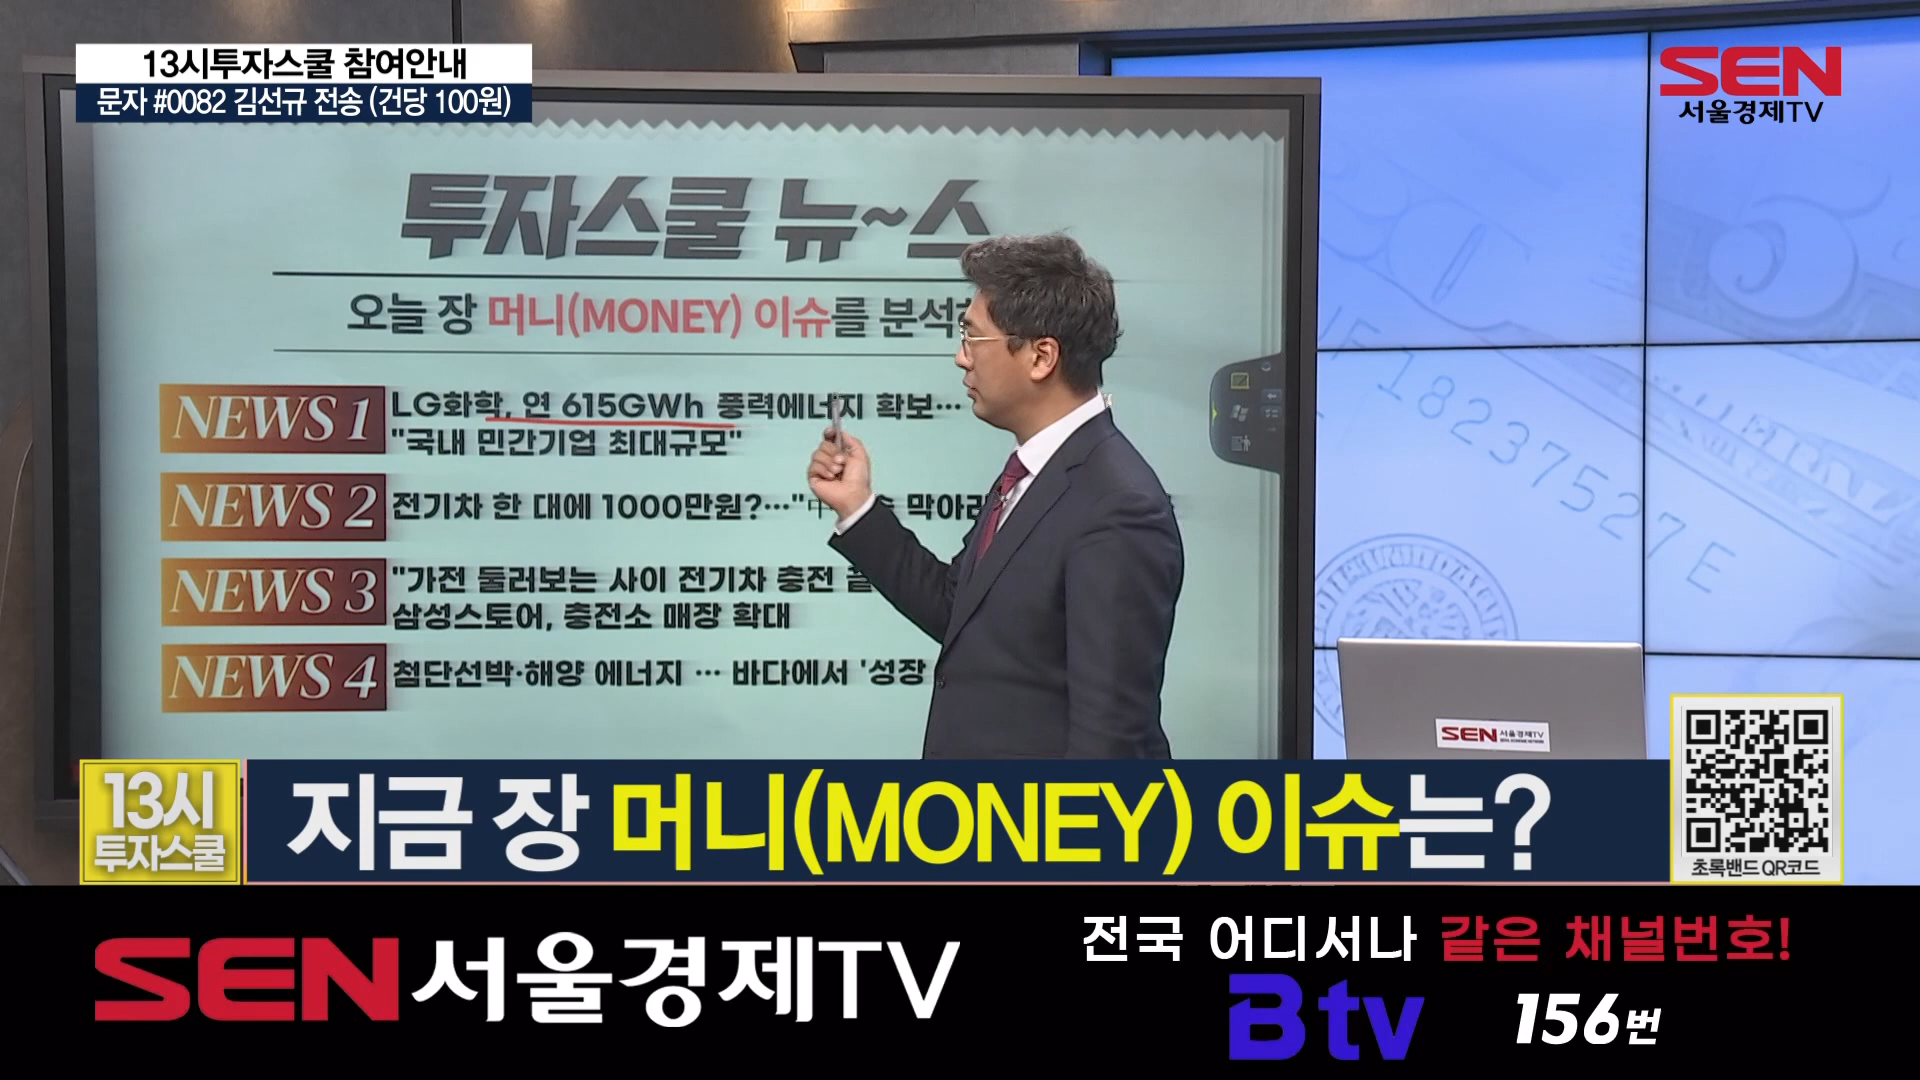 13시투자스쿨 참여안내
문자 #0082 김선규 전송 (건당 100원)
SEN
서울경제TV
투자스쿨 뉴~스
오늘 장 머니(MONEY) 이슈를 분석
NEWS 1
LG화학, 연 615GWh 풍력에너지 확보…
"국내 민간기업 최대규모"
NEWS 2
전기차 한 대에 1000만원?…"中 막아
NEWS 3
"가전 둘러보는 사이 전기차 충전
삼성스토어, 충전소 매장 확대
NEWS 4
첨단선박·해양 에너지 … 바다에서 '성장
18237527E
SEN 서울경제TV
13시
투자스쿨
지금 장 머니(MONEY) 이슈는?
초록밴드 QR코드
SEN 서울경제TV
전국 어디서나 같은 채널번호!
B tv
156번